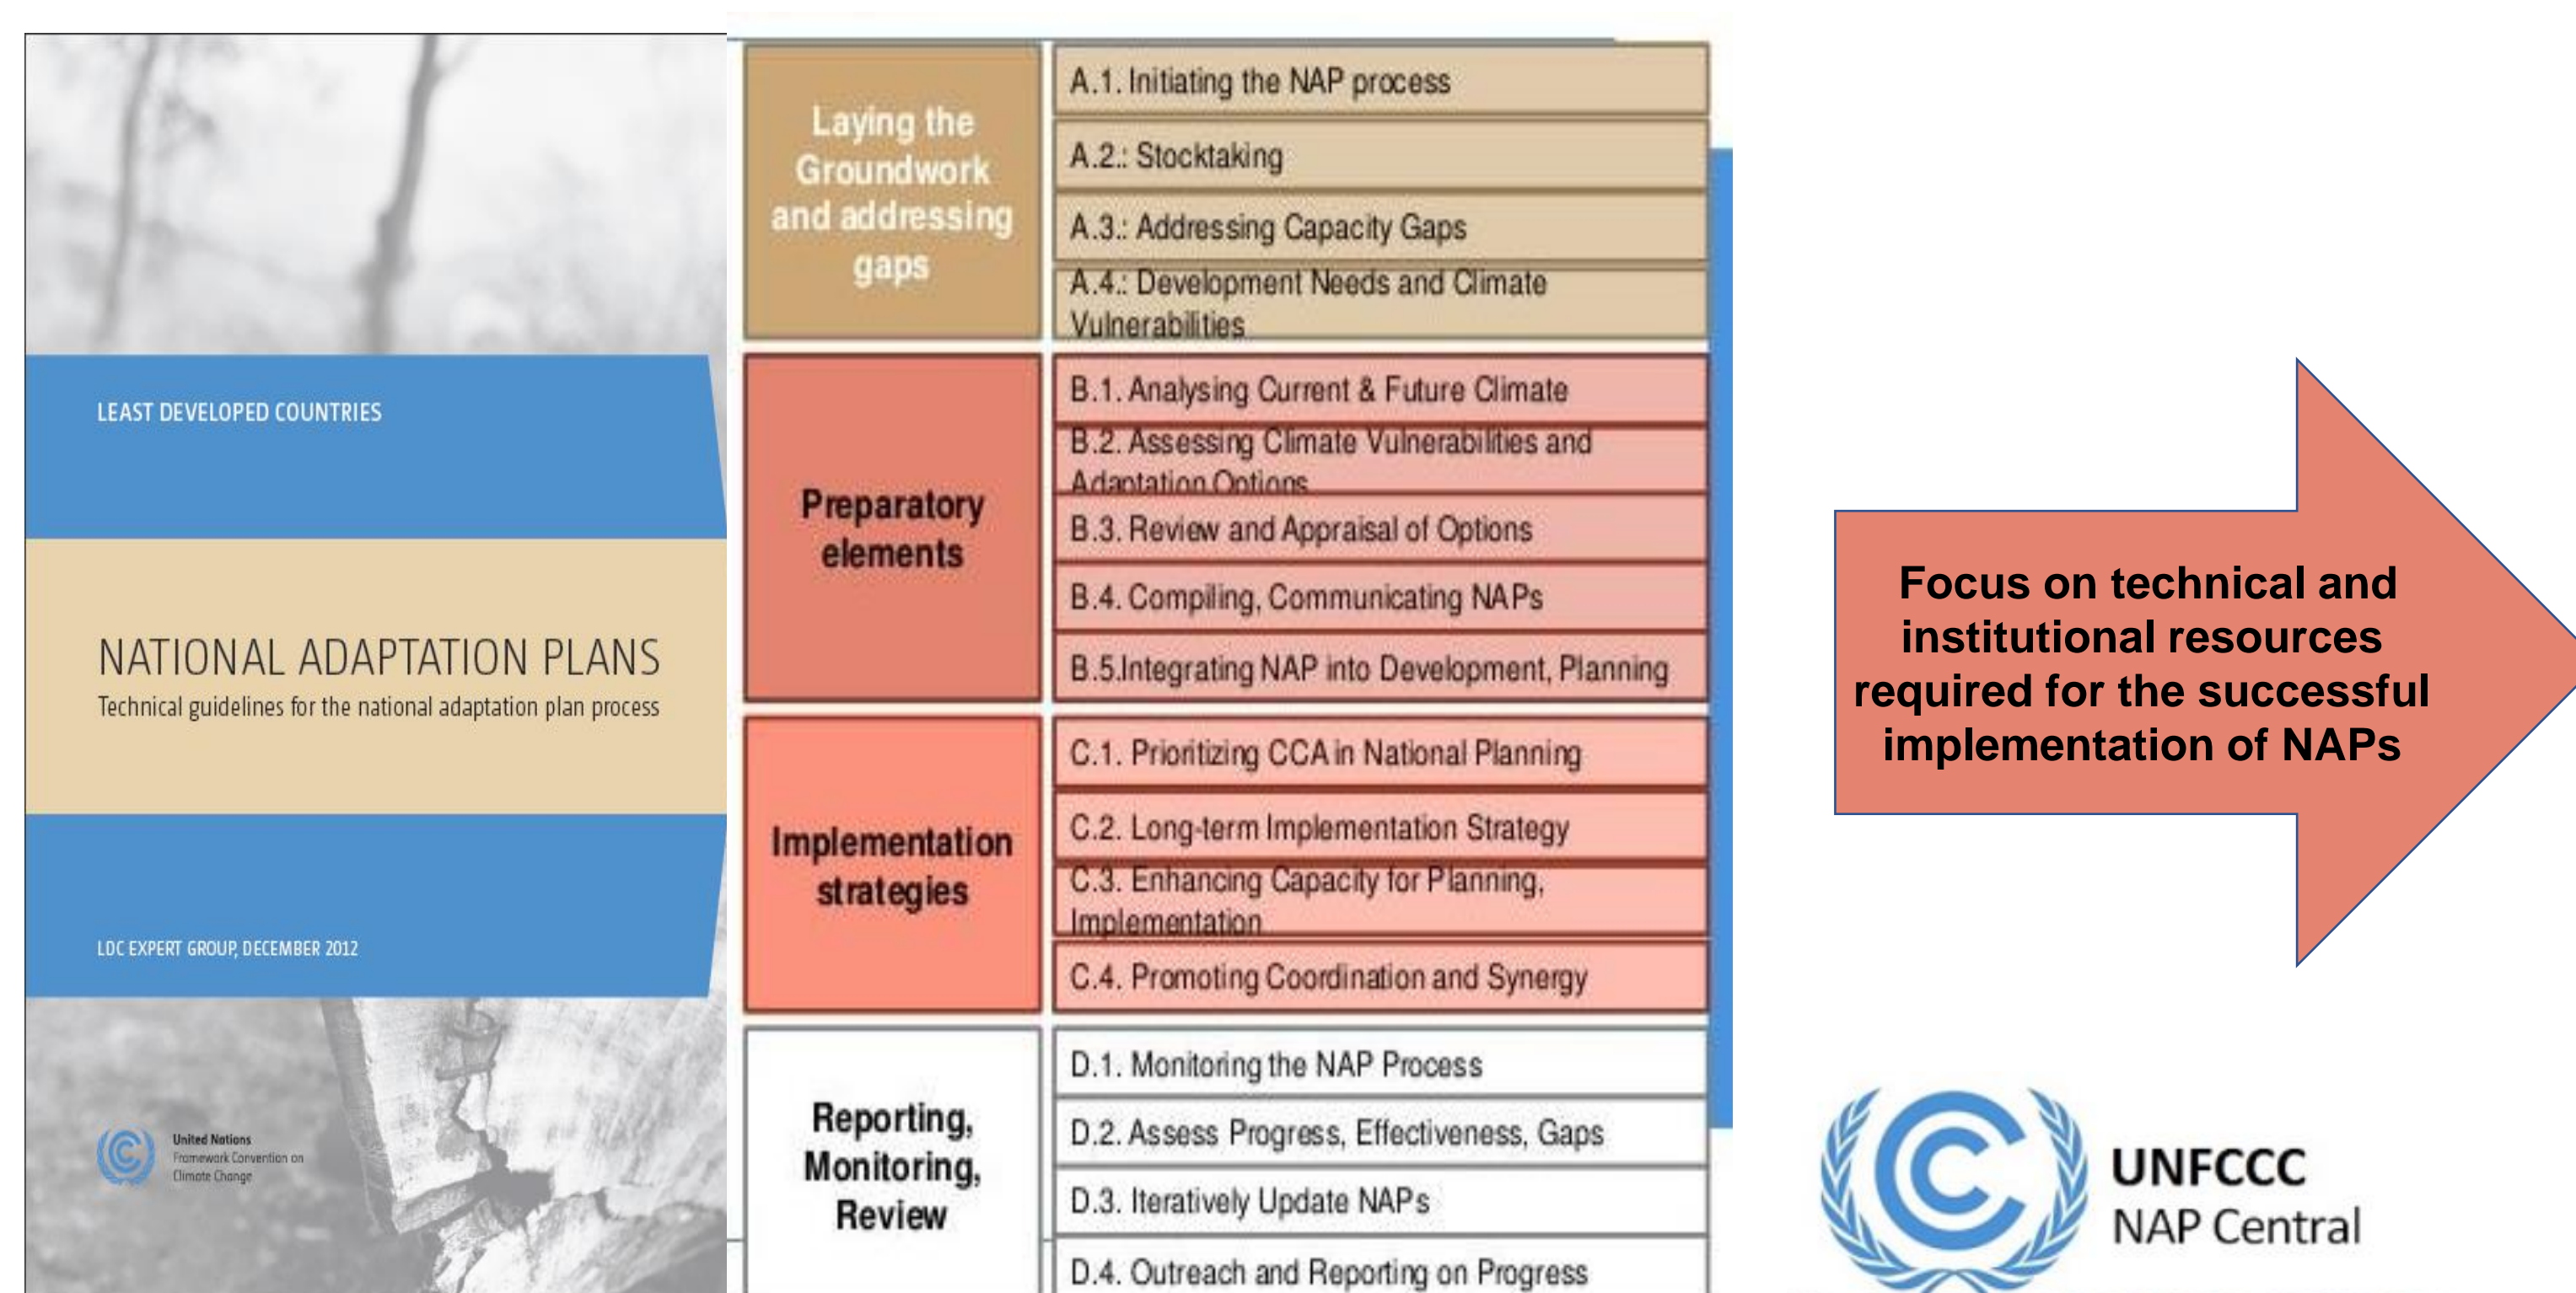 LEAST DEVELOPED COUNTRIES
NATIONAL ADAPTATION PLANS
Technical guidelines for the national adaptation plan process
LDC EXPERT GROUP, DECEMBER 2012
United Nations
Framework Convention on
Climate Change
Laying the
Groundwork
and addressing
gaps
A.1. Initiating the NAP process
A.2.: Stocktaking
A.3.: Addressing Capacity Gaps
A.4.: Development Needs and Climate
Vulnerabilities
Preparatory
elements
B.1. Analysing Current & Future Climate
B.2. Assessing Climate Vulnerabilities and
Adaptation Options
B.3. Review and Appraisal of Options
B.4. Compiling, Communicating NAPs
B.5.Integrating NAP into Development, Planning
Implementation
strategies
C.1. Prioritizing CCA in National Planning
C.2. Long-term Implementation Strategy
C.3. Enhancing Capacity for Planning,
Implementation
C.4. Promoting Coordination and Synergy
Reporting,
Monitoring,
Review
D.1. Monitoring the NAP Process
D.2. Assess Progress, Effectiveness, Gaps
D.3. Iteratively Update NAPs
D.4. Outreach and Reporting on Progress
Focus on technical and
institutional resources
required for the successful
implementation of NAPs
UNFCCC
NAP Central